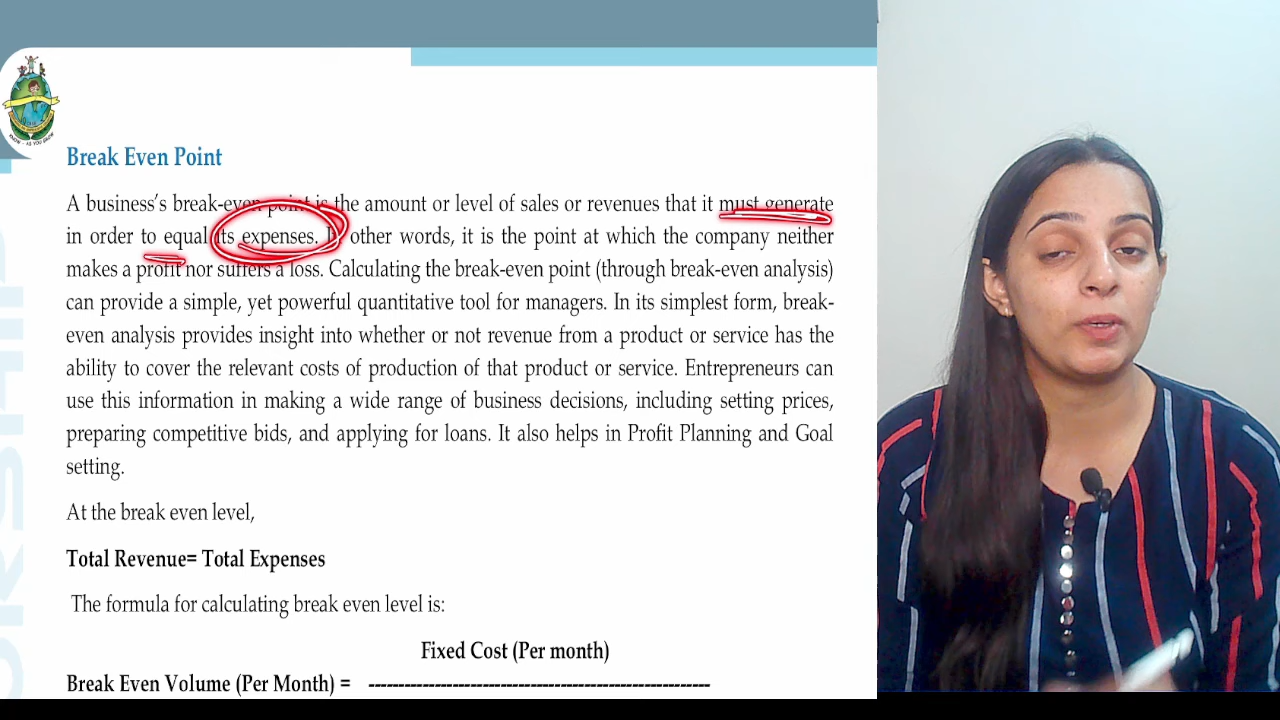 Break Even Point
A business's break-even point is the amount or level of sales or revenues that it must generate
in order to equal its expenses. In other words, it is the point at which the company neither
makes a profit nor suffers a loss. Calculating the break-even point (through break-even analysis)
can provide a simple, yet powerful quantitative tool for managers. In its simplest form, break-
even analysis provides insight into whether or not revenue from a product or service has the
ability to cover the relevant costs of production of that product or service. Entrepreneurs can
use this information in making a wide range of business decisions, including setting prices,
preparing competitive bids, and applying for loans. It also helps in Profit Planning and Goal
setting.
At the break even level,
Total Revenue= Total Expenses
The formula for calculating break even level is:
Fixed Cost (Per month)
Break Even Volume (Per Month) = ----------------------------------------------------------